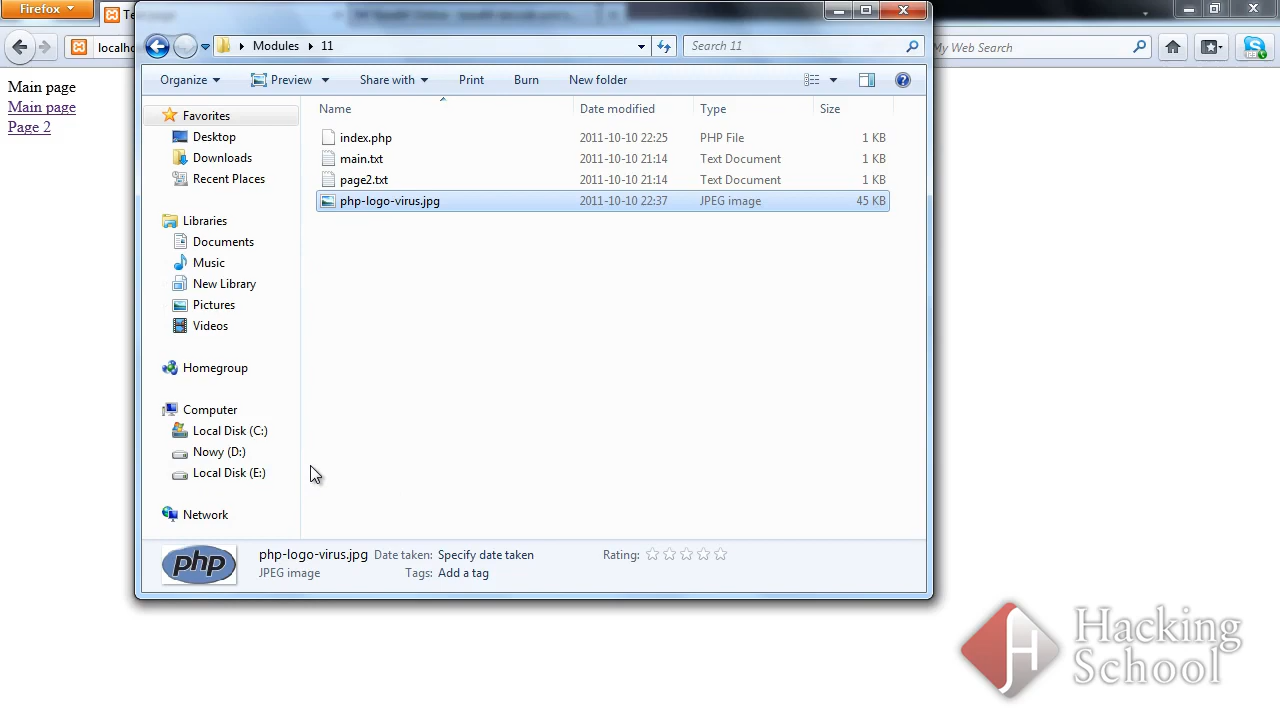 Firefox
localho
My Web Search
Modules
11
Search 11
Organize
Preview
Share with
Print
Burn
New folder
Main page
Main page
Page 2
Favorites
Desktop
Downloads
Recent Places
Libraries
Documents
Music
New Library
Pictures
Videos
Homegroup
Computer
Local Disk (C:)
Nowy (D:)
Local Disk (E:)
Network
Name Date modified Type Size
index.php 2011-10-10 22:25 PHP File 1 KB
main.txt 2011-10-10 21:14 Text Document 1 KB
page2.txt 2011-10-10 21:14 Text Document 1 KB
php-logo-virus.jpg 2011-10-10 22:37 JPEG image 45 KB
php
php-logo-virus.jpg Date taken: Specify date taken Rating:
JPEG image Tags: Add a tag
Hacking
School